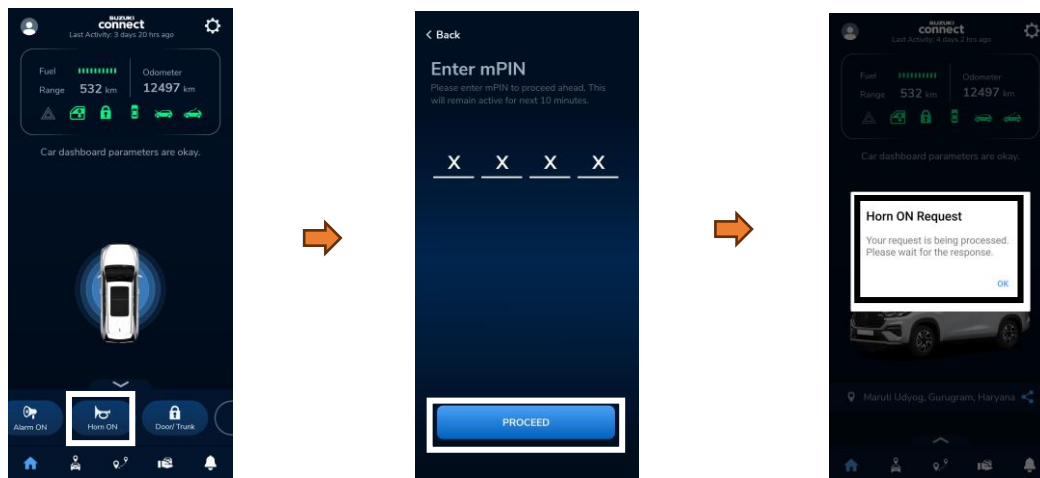 SUZUKI
connect
Last Activity: 3 days 20 hrs ago
Fuel
Range 532 km
Odometer
12497 km
Car dashboard parameters are okay.
Alarm ON
Horn ON
Door/ Trunk
< Back
Enter mPIN
Please enter mPIN to proceed ahead. This
will remain active for next 10 minutes.
X X X X
PROCEED
SUZUKI
connect
Last Activity: 4 days 2 hrs ago
Fuel
Range 532 km
Odometer
12497 km
Car dashboard parameters are okay.
Horn ON Request
Your request is being processed.
Please wait for the response.
OK
Maruti Udyog, Gurugram, Haryana